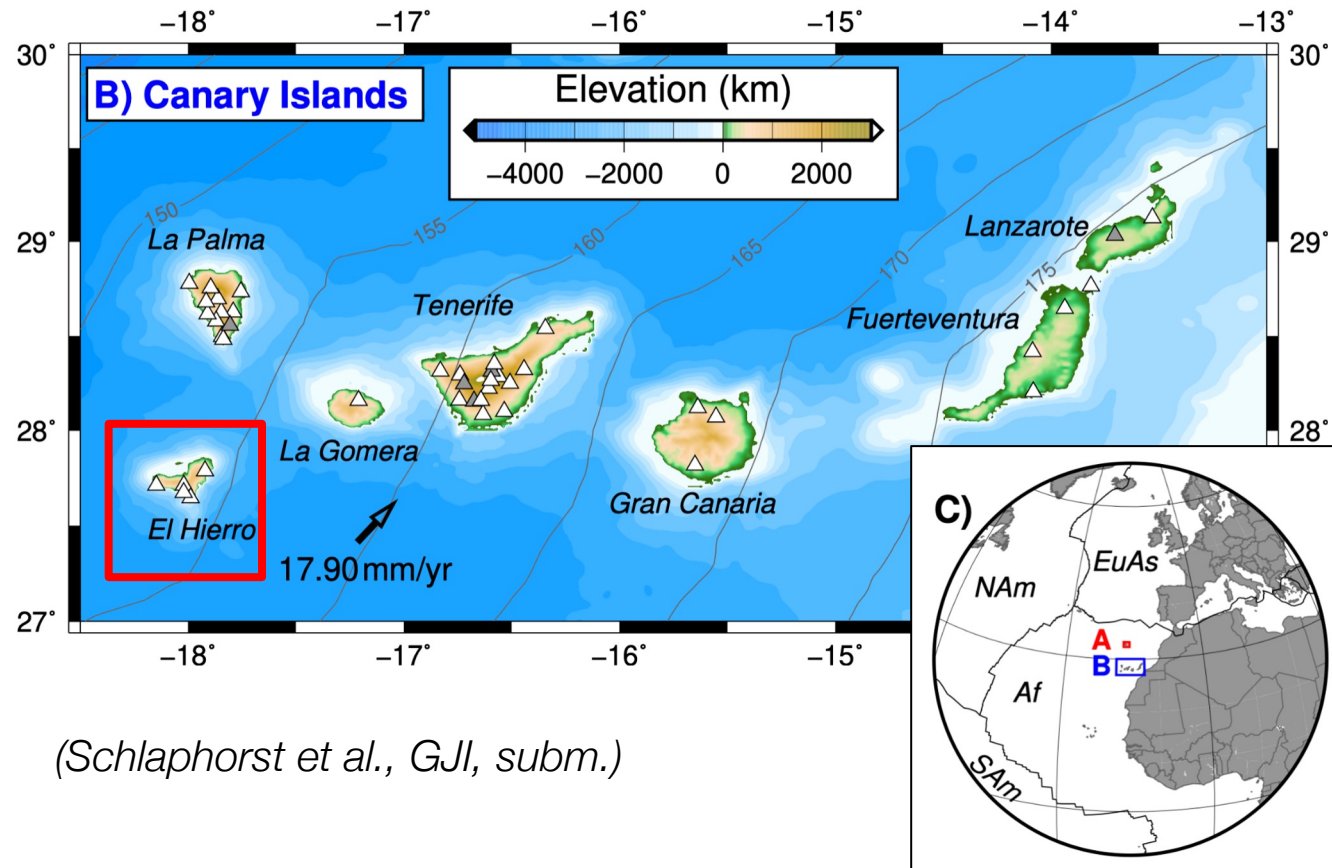 −18° −17° −16° −15° −14° −13°
30° 30°
B) Canary Islands
Elevation (km)
−4000 −2000 0 2000
150
La Palma
155
160
165
170
175
Lanzarote
29° 29°
Tenerife
Fuerteventura
28° 28°
La Gomera
Gran Canaria
El Hierro
17.90 mm/yr
27°
−18° −17° −16° −15°
C)
NAm
EuAs
A
B
Af
SAm
(Schlaphorst et al., GJI, subm.)